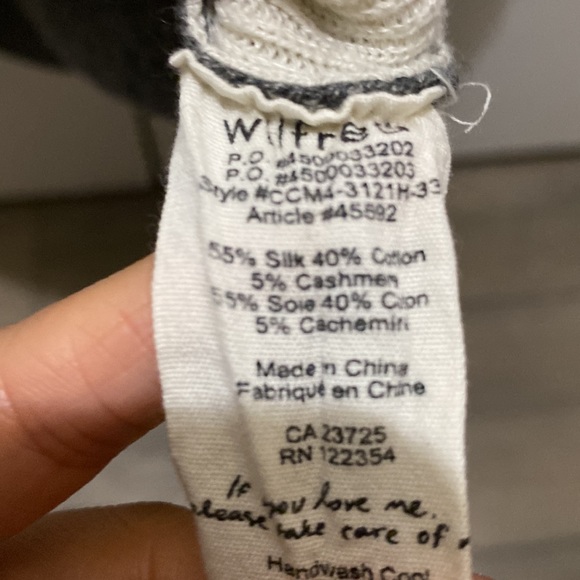 Wilfred
P.O. #4500033202
P.O. #4500033203
Style #CCM4-3121H-33
Article #45592
55% Silk 40% Cotton
5% Cashmere
55% Soie 40% Coton
5% Cachemire
Made in China
Fabriqué en Chine
CA 23725
RN 122354
If you love me,
please take care of
Handwash Cool